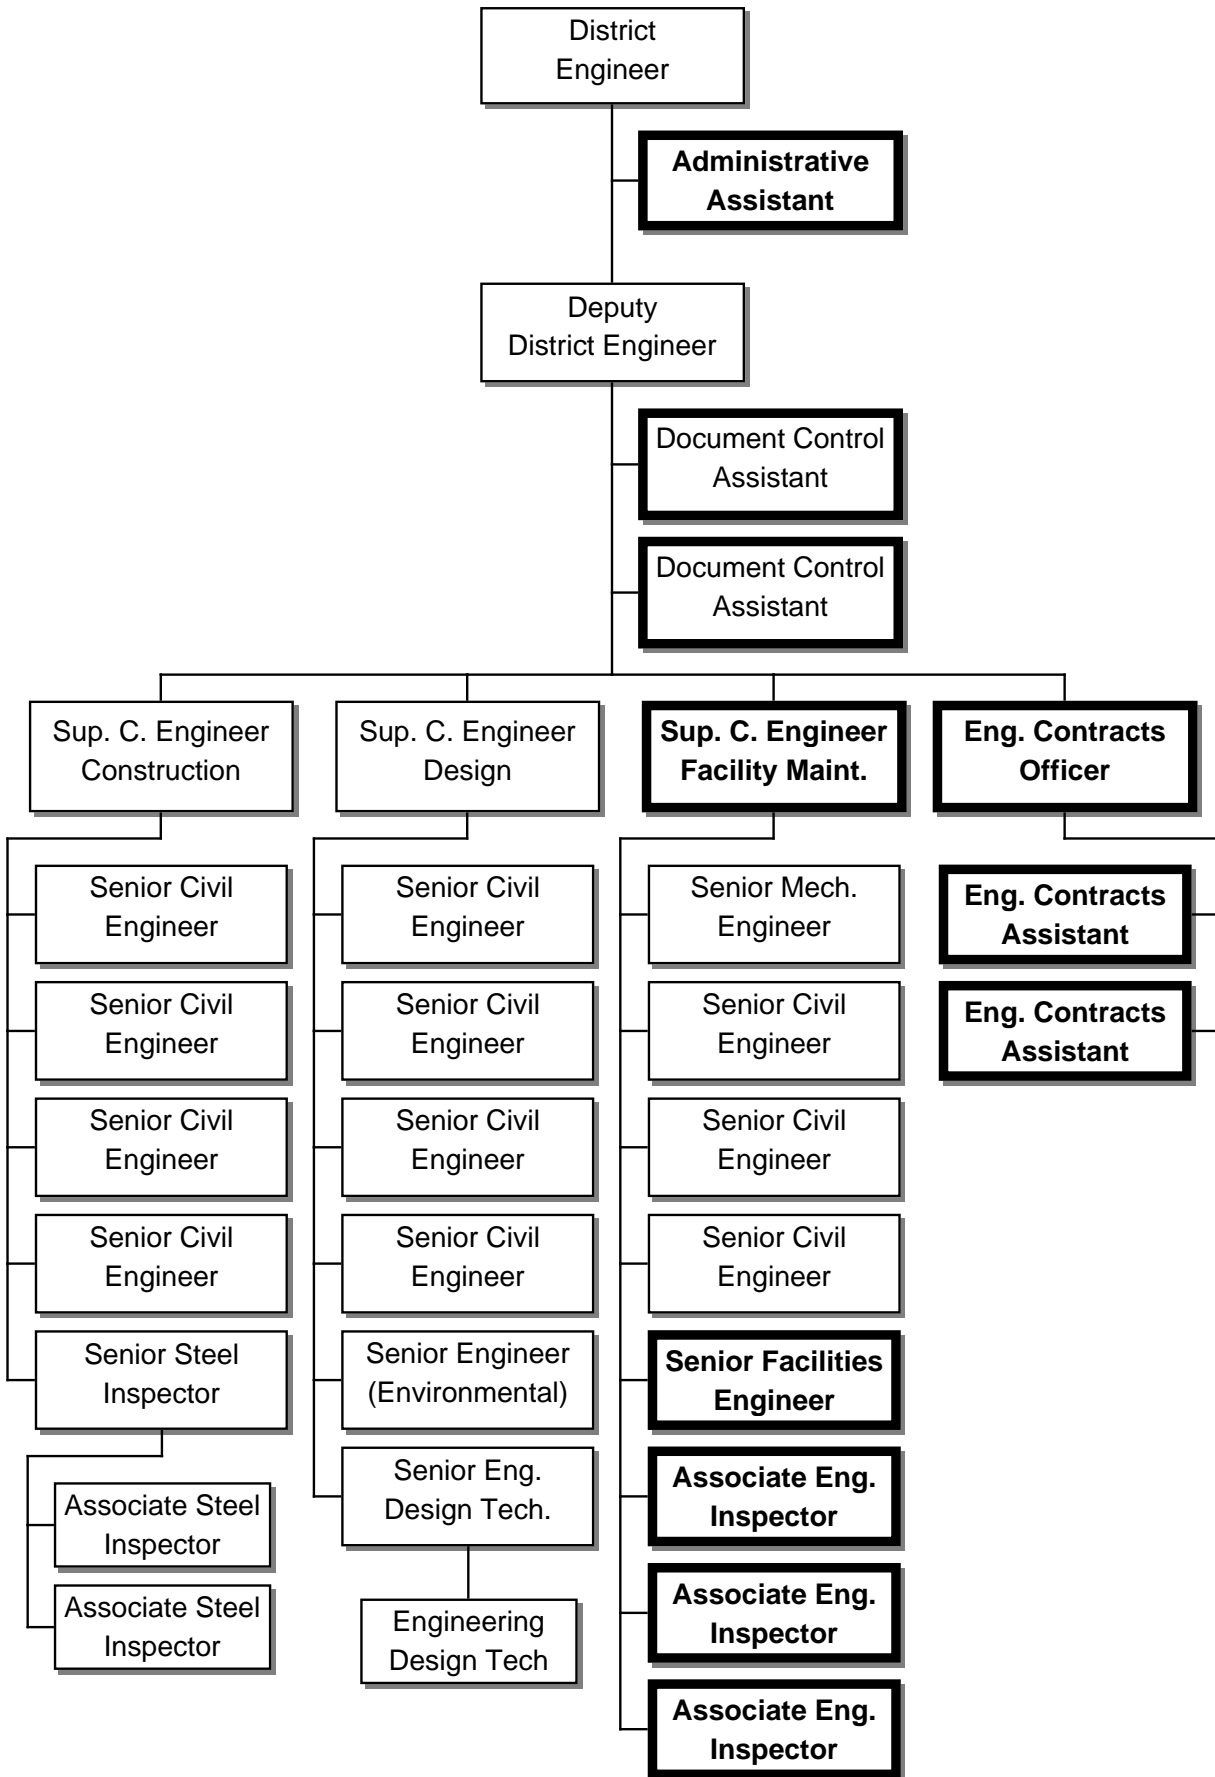 District
Engineer
Administrative
Assistant
Deputy
District Engineer
Document Control
Assistant
Document Control
Assistant
Sup. C. Engineer
Construction
Senior Civil
Engineer
Senior Civil
Engineer
Senior Civil
Engineer
Senior Civil
Engineer
Senior Steel
Inspector
Associate Steel
Inspector
Associate Steel
Inspector
Sup. C. Engineer
Design
Senior Civil
Engineer
Senior Civil
Engineer
Senior Civil
Engineer
Senior Civil
Engineer
Senior Engineer
(Environmental)
Senior Eng.
Design Tech.
Engineering
Design Tech
Sup. C. Engineer
Facility Maint.
Senior Mech.
Engineer
Senior Civil
Engineer
Senior Civil
Engineer
Senior Civil
Engineer
Senior Facilities
Engineer
Associate Eng.
Inspector
Associate Eng.
Inspector
Associate Eng.
Inspector
Eng. Contracts
Officer
Eng. Contracts
Assistant
Eng. Contracts
Assistant